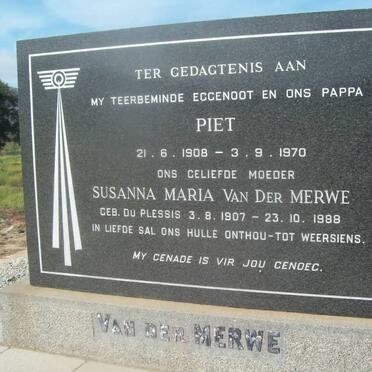 TER GEDAGTENIS AAN
MY TEERBEMINDE EGGENOOT EN ONS PAPPA
PIET
21. 6. 1908 – 3. 9. 1970
ONS GELIEFDE MOEDER
SUSANNA MARIA VAN DER MERWE
GEB. DU PLESSIS 3. 8. 1907 – 23. 10. 1988
IN LIEFDE SAL ONS HULLE ONTHOU-TOT WEERSIENS.
MY GENADE IS VIR JOU GENOEG.
VAN DER MERWE